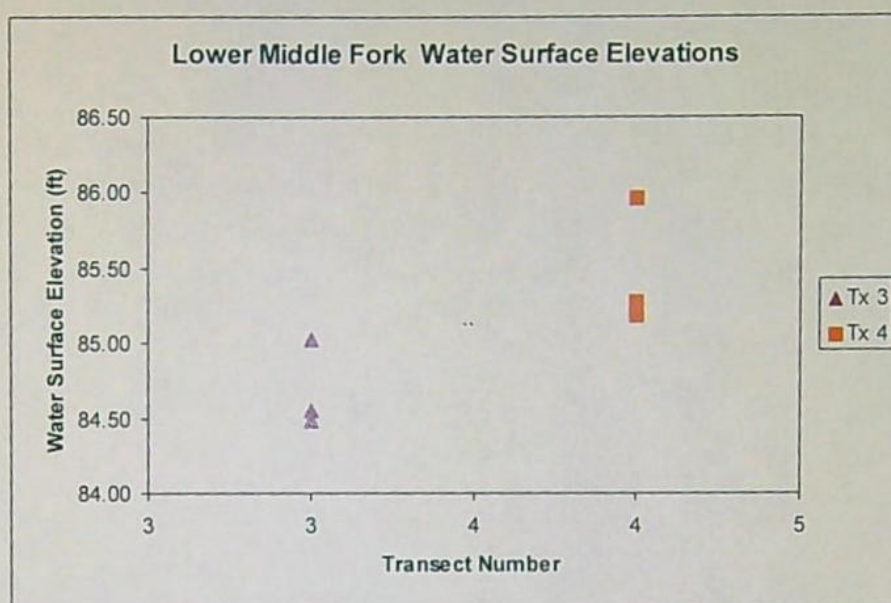 Lower Middle Fork Water Surface Elevations
Water Surface Elevation (ft)
86.50
86.00
85.50
85.00
84.50
84.00
3 3 4 4 5
Transect Number
Tx 3
Tx 4